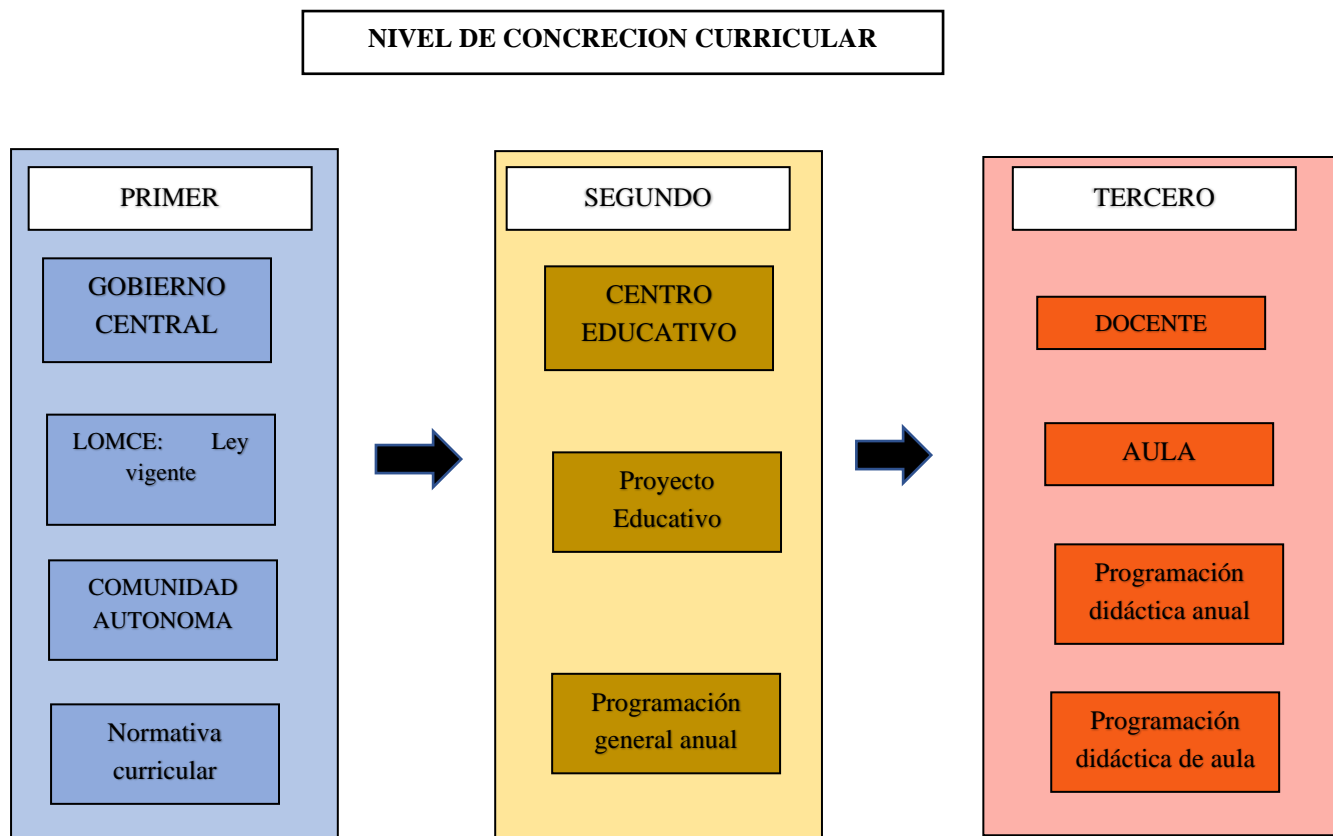 NIVEL DE CONCRECION CURRICULAR
PRIMER
GOBIERNO
CENTRAL
LOMCE: Ley
vigente
COMUNIDAD
AUTONOMA
Normativa
curricular
SEGUNDO
CENTRO
EDUCATIVO
Proyecto
Educativo
Programación
general anual
TERCERO
DOCENTE
AULA
Programación
didáctica anual
Programación
didáctica de aula